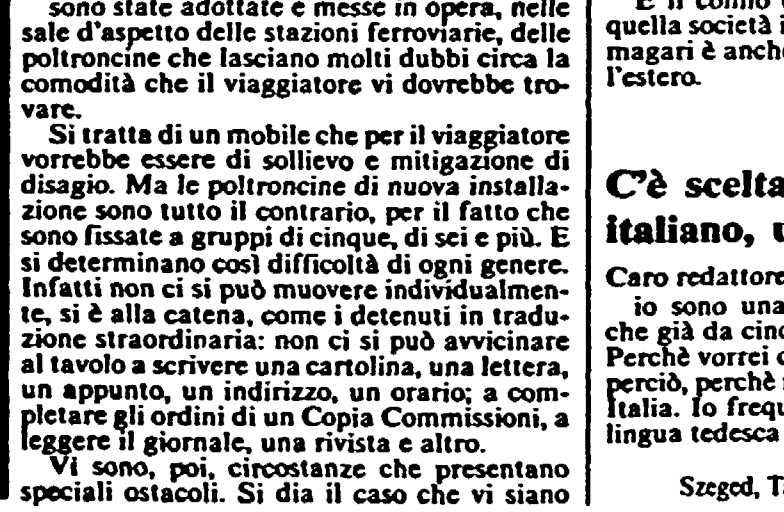 sono state adottate e messe in opera, nelle
sale d'aspetto delle stazioni ferroviarie, delle
poltroncine che lasciano molti dubbi circa la
comodità che il viaggiatore vi dovrebbe tro-
vare.
Si tratta di un mobile che per il viaggiatore
vorrebbe essere di sollievo e mitigazione di
disagio. Ma le poltroncine di nuova installa-
zione sono tutto il contrario, per il fatto che
sono fissate a gruppi di cinque, di sei e più. E
si determinano così difficoltà di ogni genere.
Infatti non ci si può muovere individualmen-
te, si è alla catena, come i detenuti in tradu-
zione straordinaria: non ci si può avvicinare
al tavolo a scrivere una cartolina, una lettera,
un appunto, un indirizzo, un orario; a com-
pletare gli ordini di un Copia Commissioni, a
leggere il giornale, una rivista e altro.
Vi sono, poi, circostanze che presentano
speciali ostacoli. Si dia il caso che vi siano
quella società
magari è anch
l'estero.
C'è scelta
italiano,
Caro redattore
io sono una
che già da cinq
Perchè vorrei
perciò, perchè
Italia. Io frequ
lingua tedesca
Szeged,